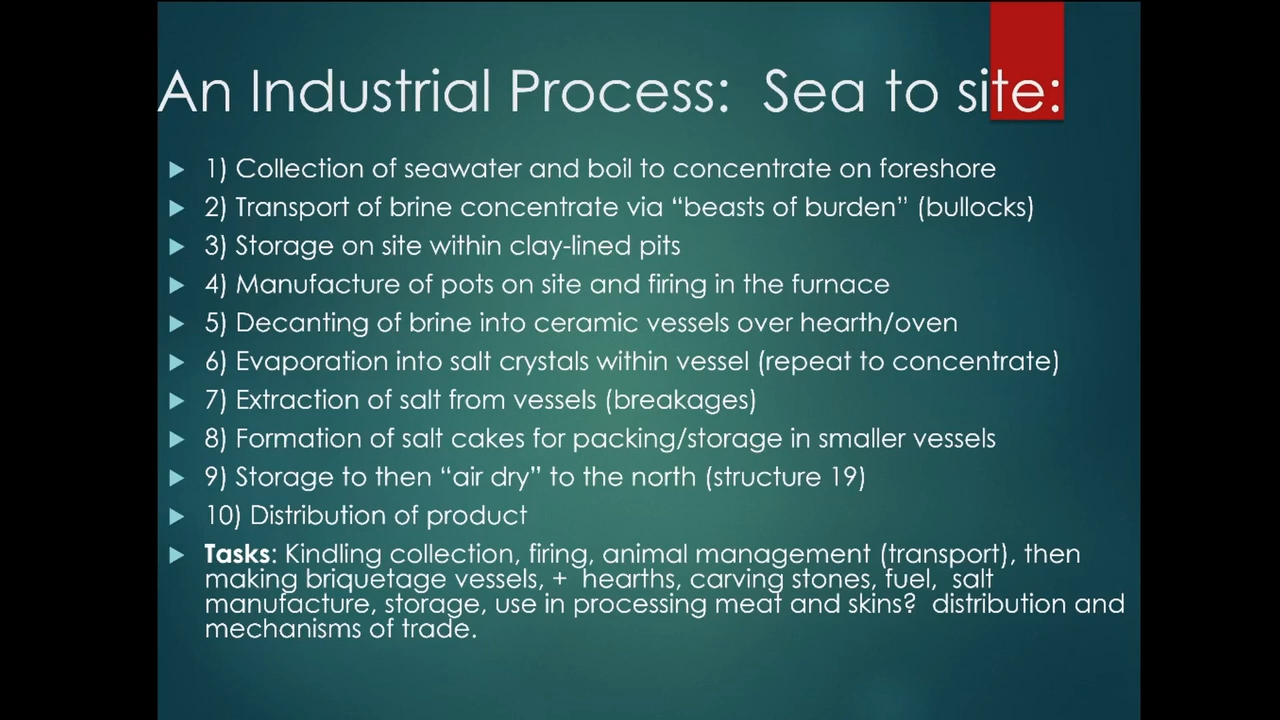 An Industrial Process:  Sea to site:
1) Collection of seawater and boil to concentrate on foreshore
2) Transport of brine concentrate via “beasts of burden” (bullocks)
3) Storage on site within clay-lined pits
4) Manufacture of pots on site and firing in the furnace
5) Decanting of brine into ceramic vessels over hearth/oven
6) Evaporation into salt crystals within vessel (repeat to concentrate)
7) Extraction of salt from vessels (breakages)
8) Formation of salt cakes for packing/storage in smaller vessels
9) Storage to then “air dry” to the north (structure 19)
10) Distribution of product
Tasks: Kindling collection, firing, animal management (transport), then
making briquetage vessels, +  hearths, carving stones, fuel,  salt
manufacture, storage, use in processing meat and skins?  distribution and
mechanisms of trade.